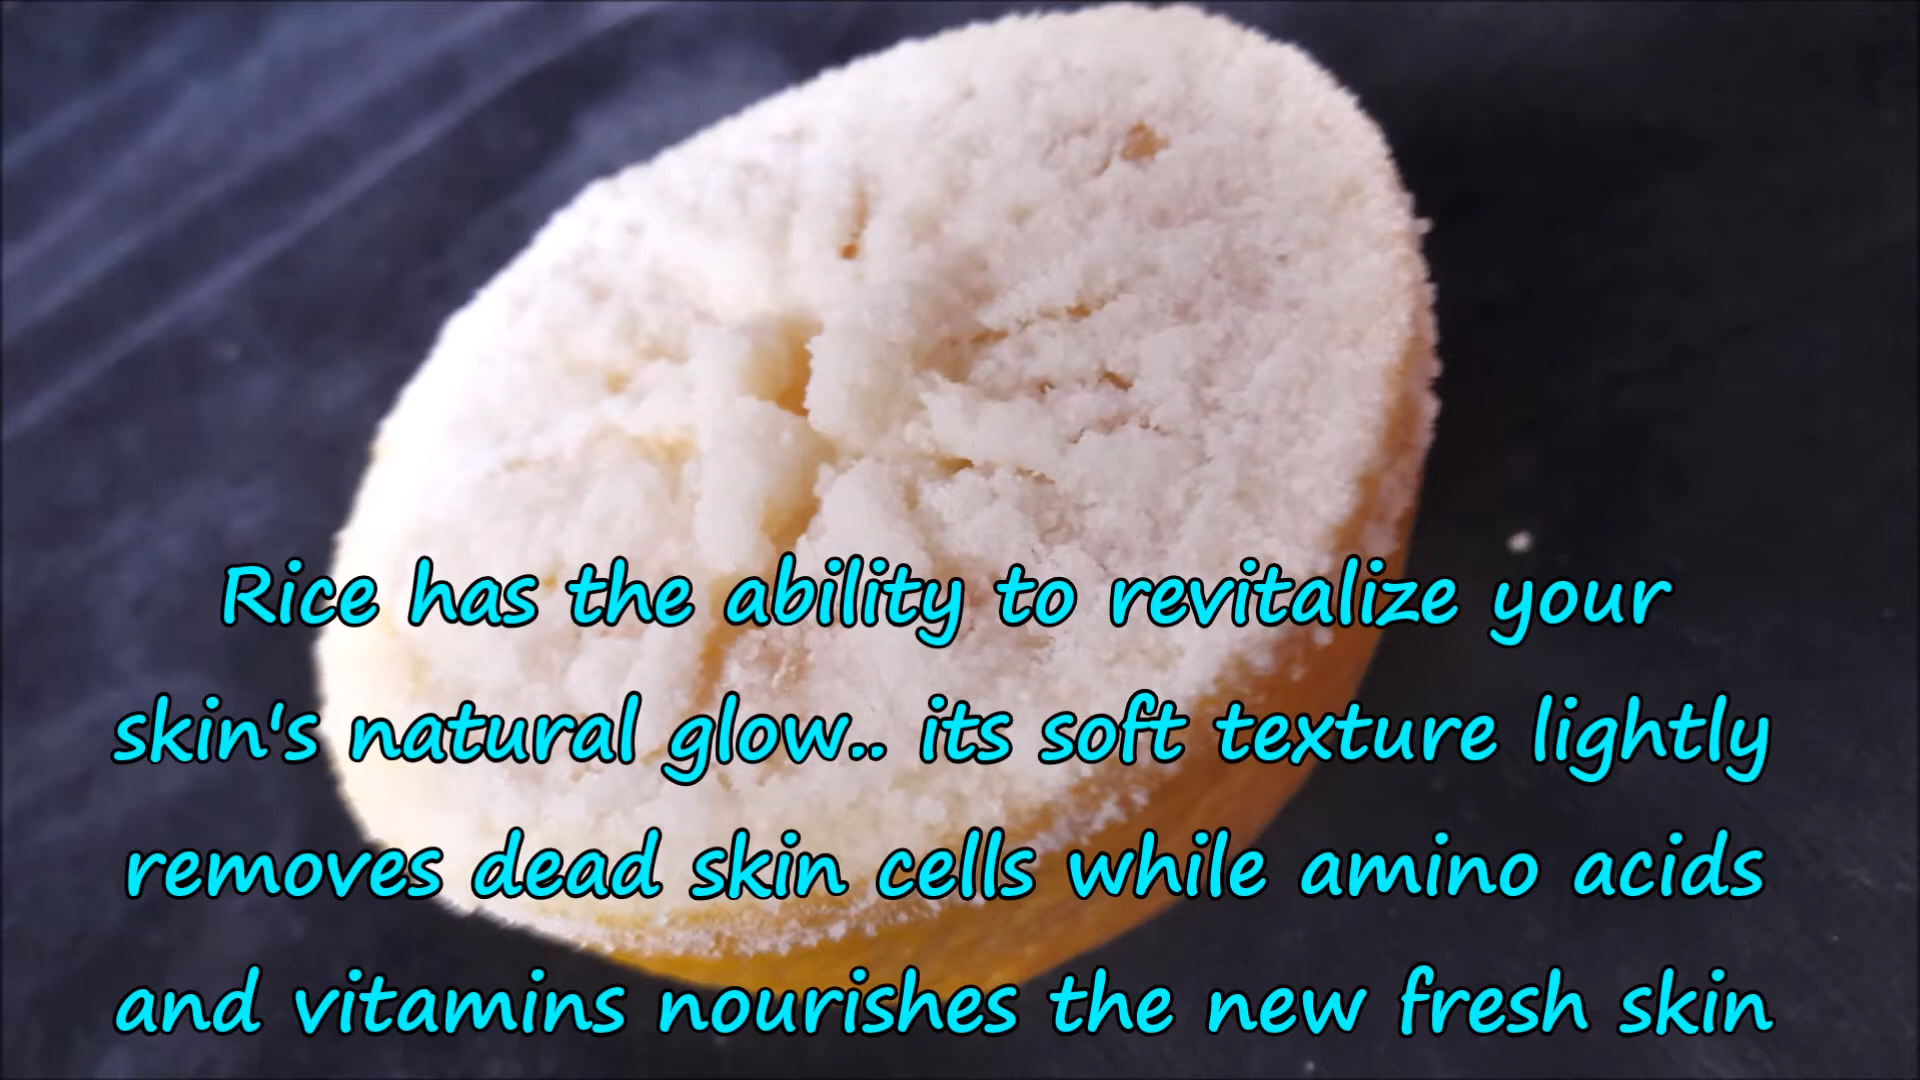 Rice has the ability to revitalize your
skin's natural glow.. its soft texture lightly
removes dead skin cells while amino acids
and vitamins nourishes the new fresh skin